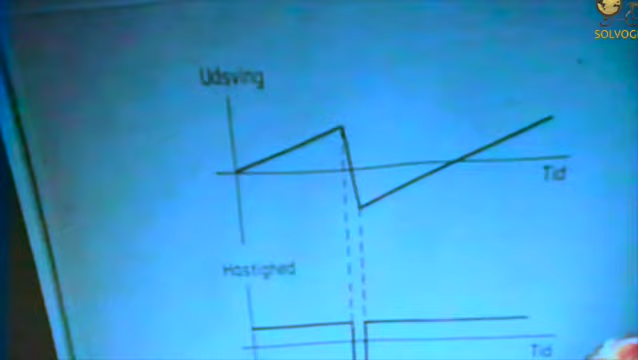 SOLVOGN
Udsving
Tid
Hastighed
Tid